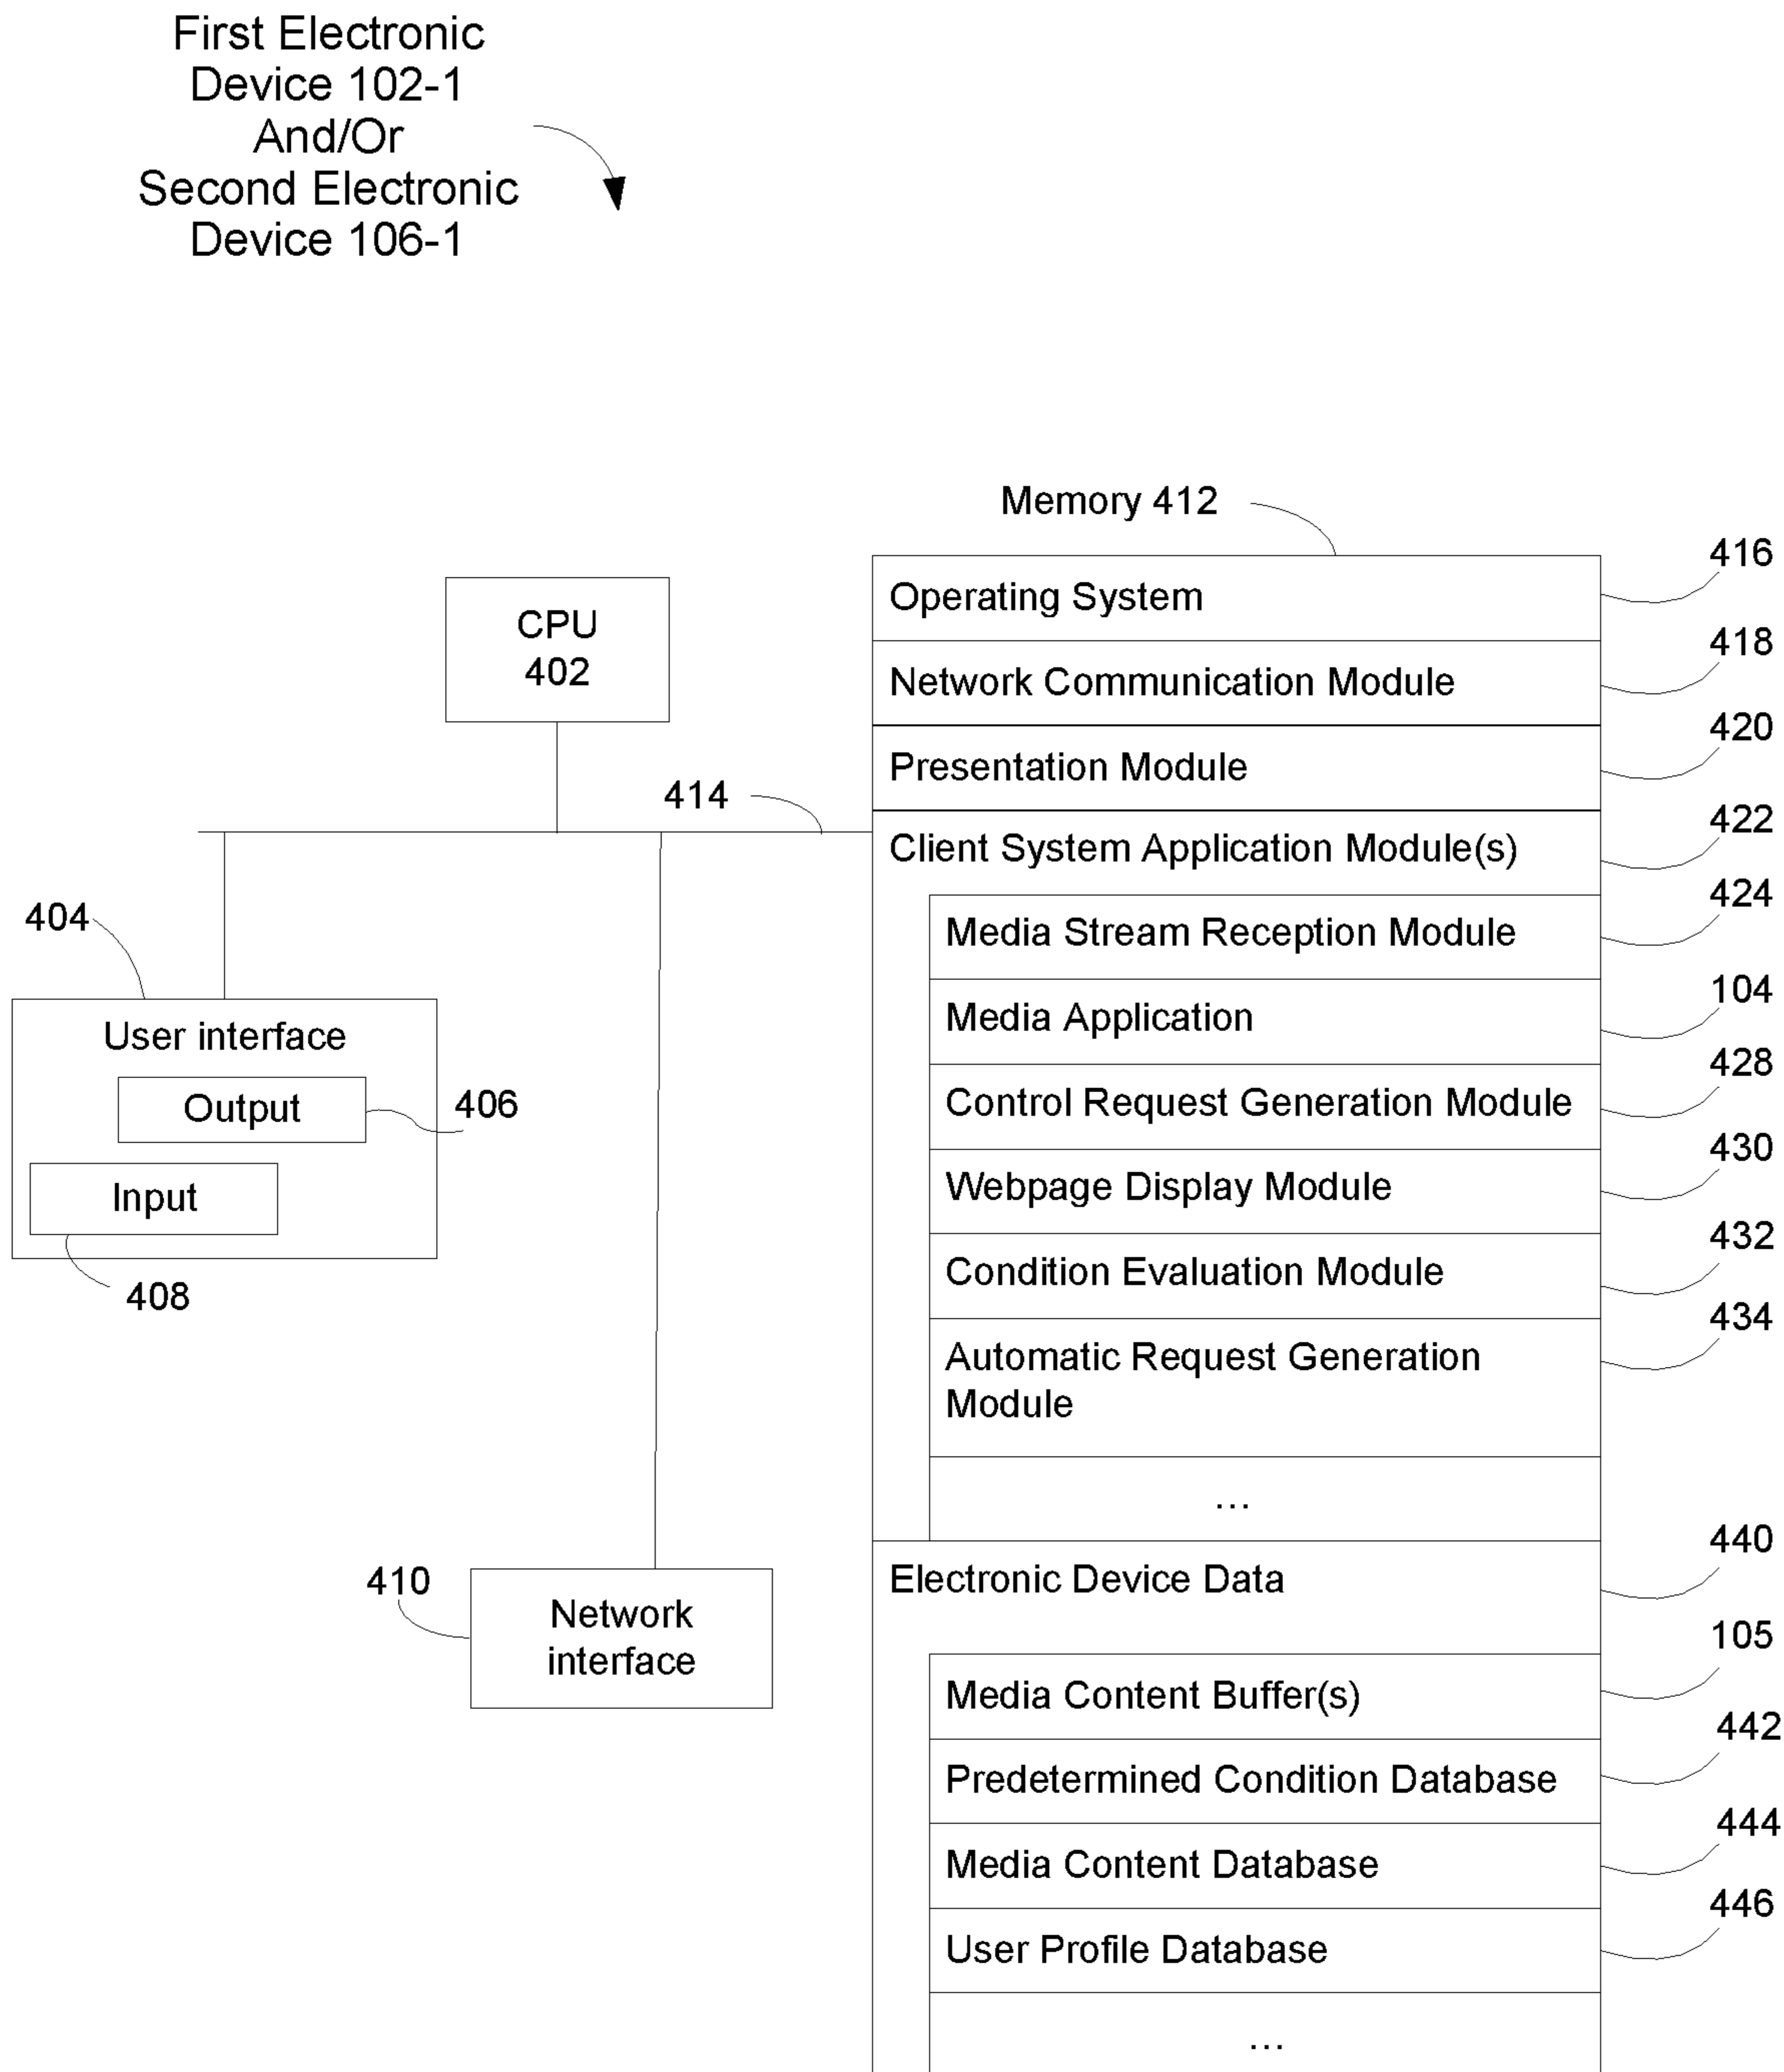 First Electronic
Device 102-1
And/Or
Second Electronic
Device 106-1
Memory 412
Operating System
416
Network Communication Module
418
Presentation Module
420
Client System Application Module(s)
422
Media Stream Reception Module
424
Media Application
104
Control Request Generation Module
428
Webpage Display Module
430
Condition Evaluation Module
432
Automatic Request Generation
Module
434
...
Electronic Device Data
440
Media Content Buffer(s)
105
Predetermined Condition Database
442
Media Content Database
444
User Profile Database
446
...
CPU
402
414
404
User interface
Output
406
Input
408
410
Network
interface